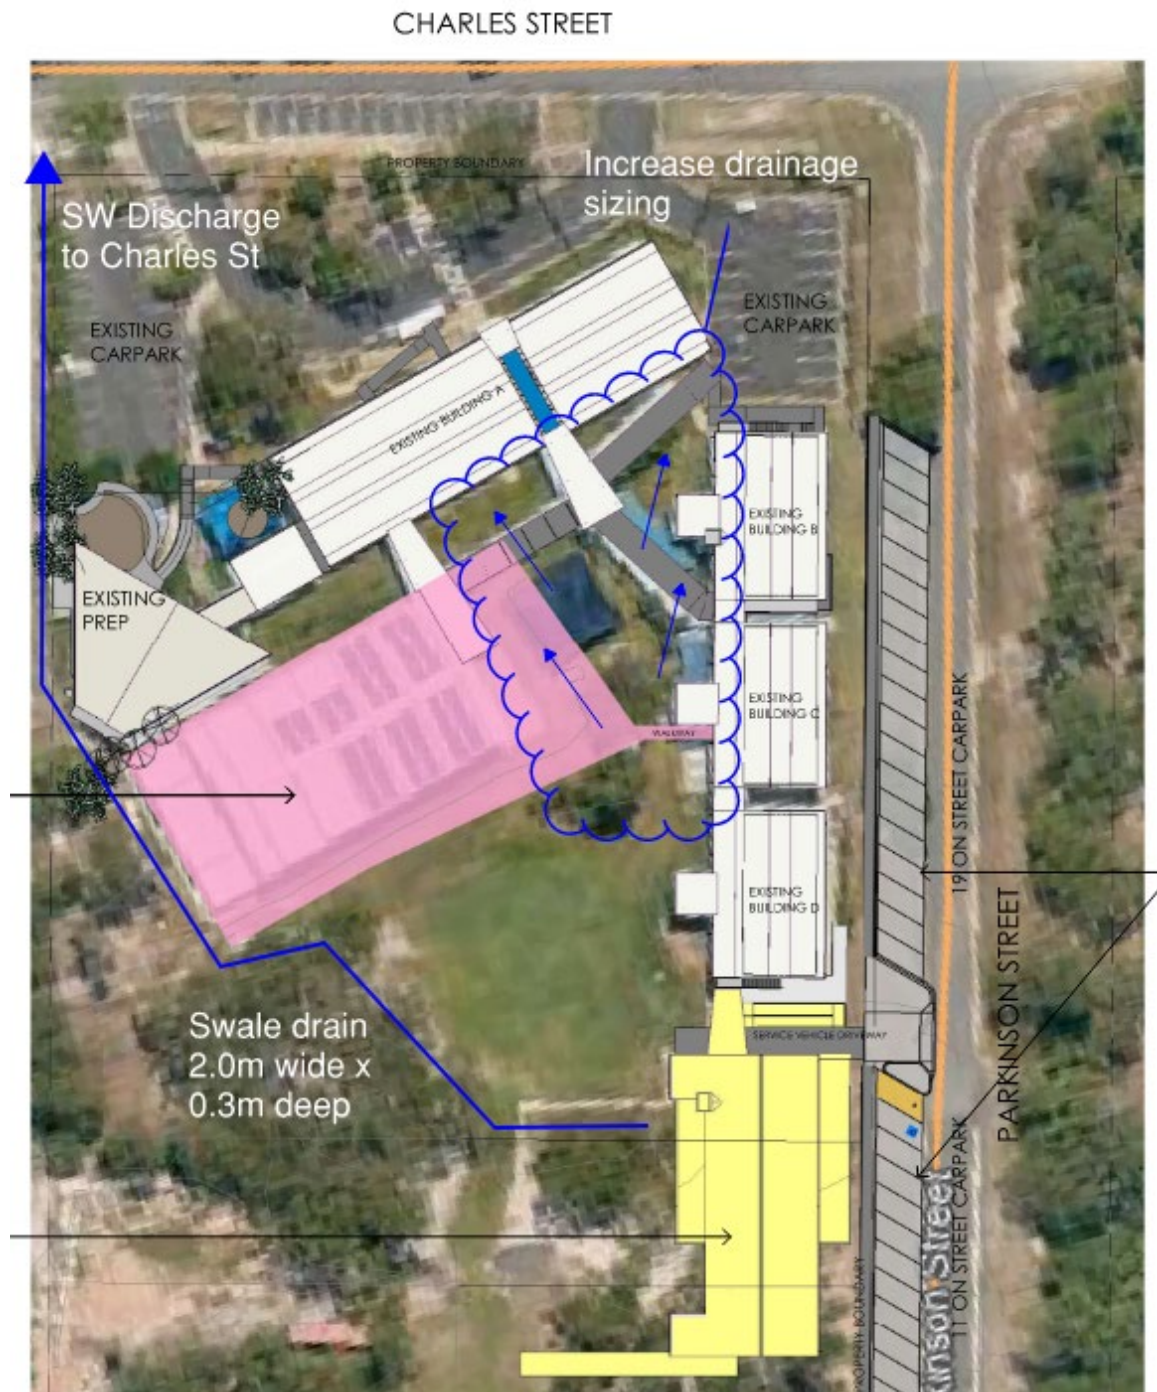 CHARLES STREET
PROPERTY BOUNDARY
Increase drainage
sizing
SW Discharge
to Charles St
EXISTING
CARPARK
EXISTING
CARPARK
EXISTING BUILDING A
EXISTING
BUILDING B
EXISTING
PREP
EXISTING
BUILDING C
WALKWAY
19 ON STREET CARPARK
EXISTING
BUILDING D
PARKINSON STREET
Swale drain
2.0m wide x
0.3m deep
SERVICE VEHICLE DRIVEWAY
11 ON STREET CARPARK
kinson Street
ROPERTY BOUNDARY